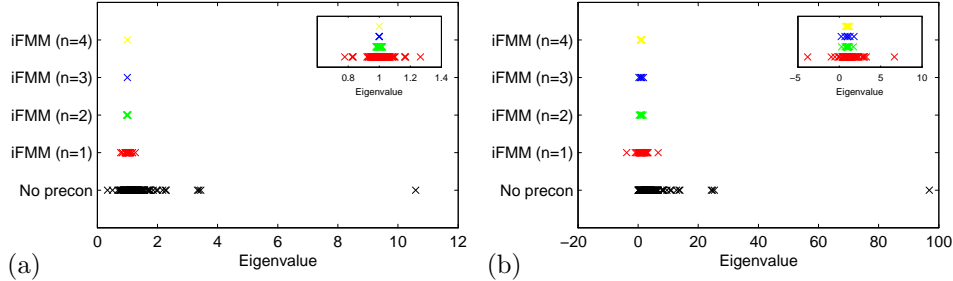 iFMM (n=4)
iFMM (n=3)
iFMM (n=2)
iFMM (n=1)
No precon
0 2 4 6 8 10 12
Eigenvalue
0.8 1 1.2 1.4
Eigenvalue
(a)
iFMM (n=4)
iFMM (n=3)
iFMM (n=2)
iFMM (n=1)
No precon
−20 0 20 40 60 80 100
Eigenvalue
−5 0 5 10
Eigenvalue
(b)